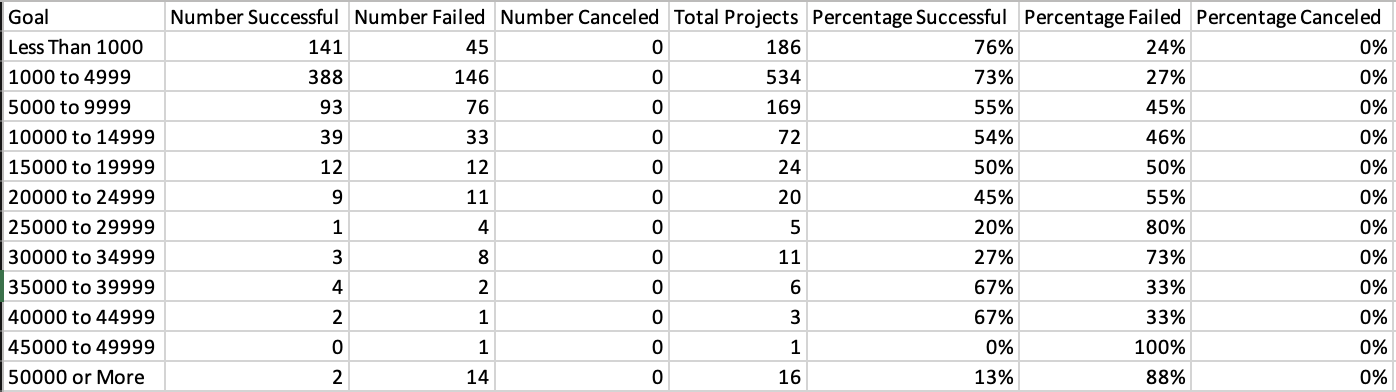 Goal Number Successful Number Failed Number Canceled Total Projects Percentage Successful Percentage Failed Percentage Canceled
Less Than 1000 141 45 0 186 76% 24% 0%
1000 to 4999 388 146 0 534 73% 27% 0%
5000 to 9999 93 76 0 169 55% 45% 0%
10000 to 14999 39 33 0 72 54% 46% 0%
15000 to 19999 12 12 0 24 50% 50% 0%
20000 to 24999 9 11 0 20 45% 55% 0%
25000 to 29999 1 4 0 5 20% 80% 0%
30000 to 34999 3 8 0 11 27% 73% 0%
35000 to 39999 4 2 0 6 67% 33% 0%
40000 to 44999 2 1 0 3 67% 33% 0%
45000 to 49999 0 1 0 1 0% 100% 0%
50000 or More 2 14 0 16 13% 88% 0%